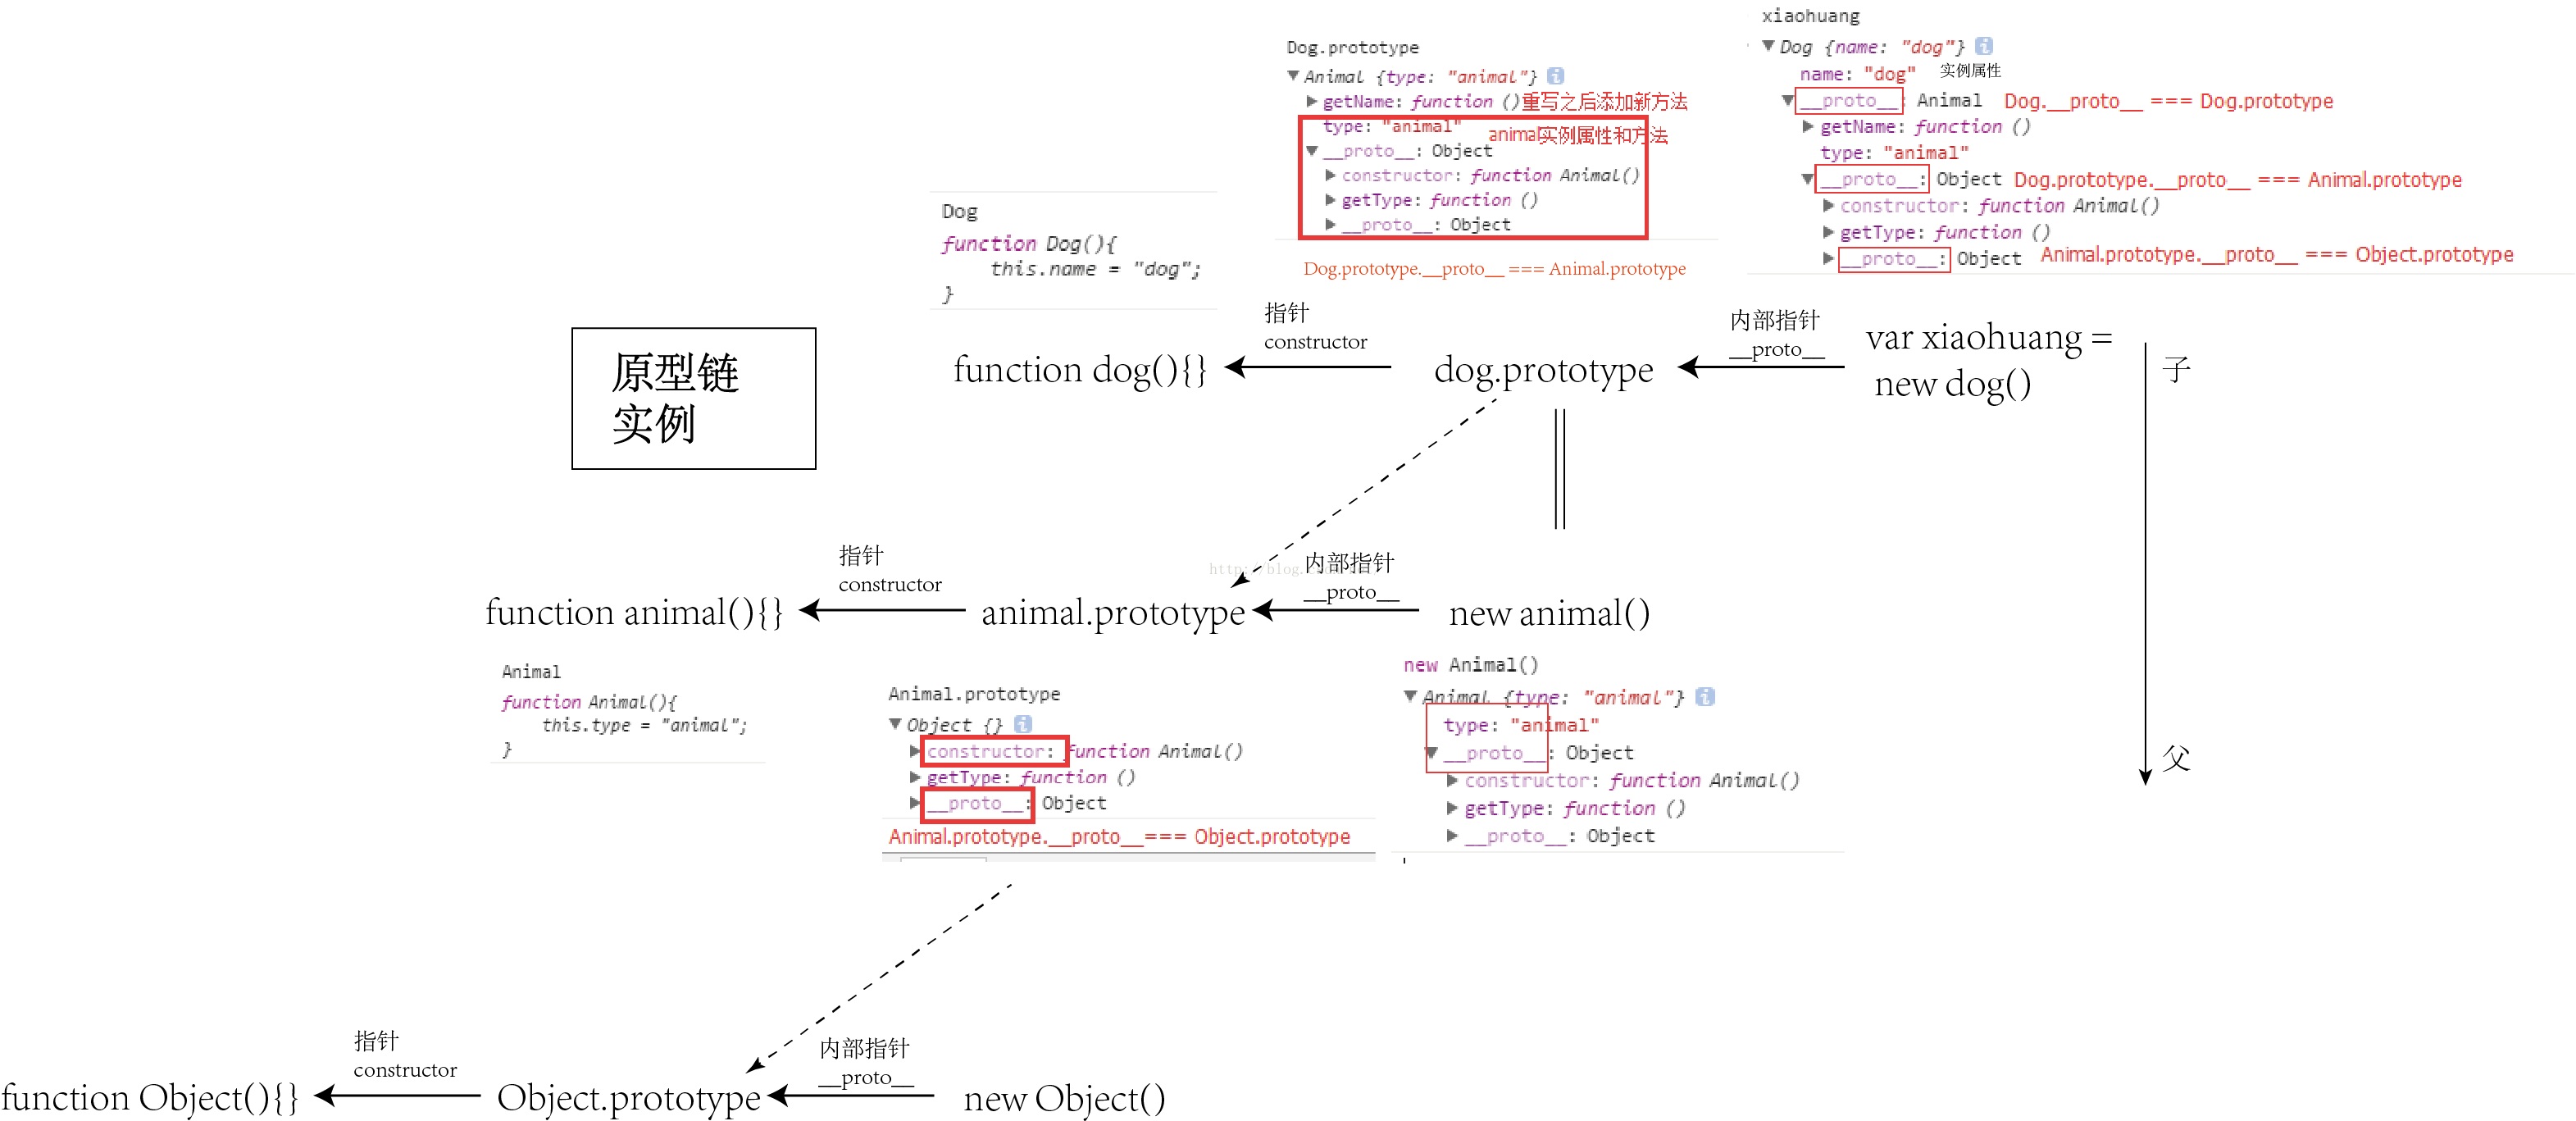 xiaohuang
Dog {name: "dog"} i
name: "dog" 实例属性
__proto__: Animal Dog.__proto__ === Dog.prototype
getName: function ()
type: "animal"
__proto__: Object Dog.prototype.__proto__ === Animal.prototype
constructor: function Animal()
getType: function ()
__proto__: Object Animal.prototype.__proto__ === Object.prototype
Dog.prototype
Animal {type: "animal"} i
getName: function ()重写之后添加新方法
type: "animal" animal实例属性和方法
__proto__: Object
constructor: function Animal()
getType: function ()
__proto__: Object
Dog.prototype.__proto__ === Animal.prototype
Dog
function Dog(){
this.name = "dog";
}
原型链
实例
function dog(){}
指针
constructor
dog.prototype
内部指针
__proto__
var xiaohuang =
new dog()
子
父
function animal(){}
指针
constructor
animal.prototype
http://blog.
内部指针
__proto__
new animal()
Animal
function Animal(){
this.type = "animal";
}
Animal.prototype
Object {} i
constructor: function Animal()
getType: function ()
__proto__: Object
Animal.prototype.__proto__=== Object.prototype
new Animal()
Animal {type: "animal"} i
type: "animal"
__proto__: Object
constructor: function Animal()
getType: function ()
__proto__: Object
function Object(){}
指针
constructor
Object.prototype
内部指针
__proto__
new Object()